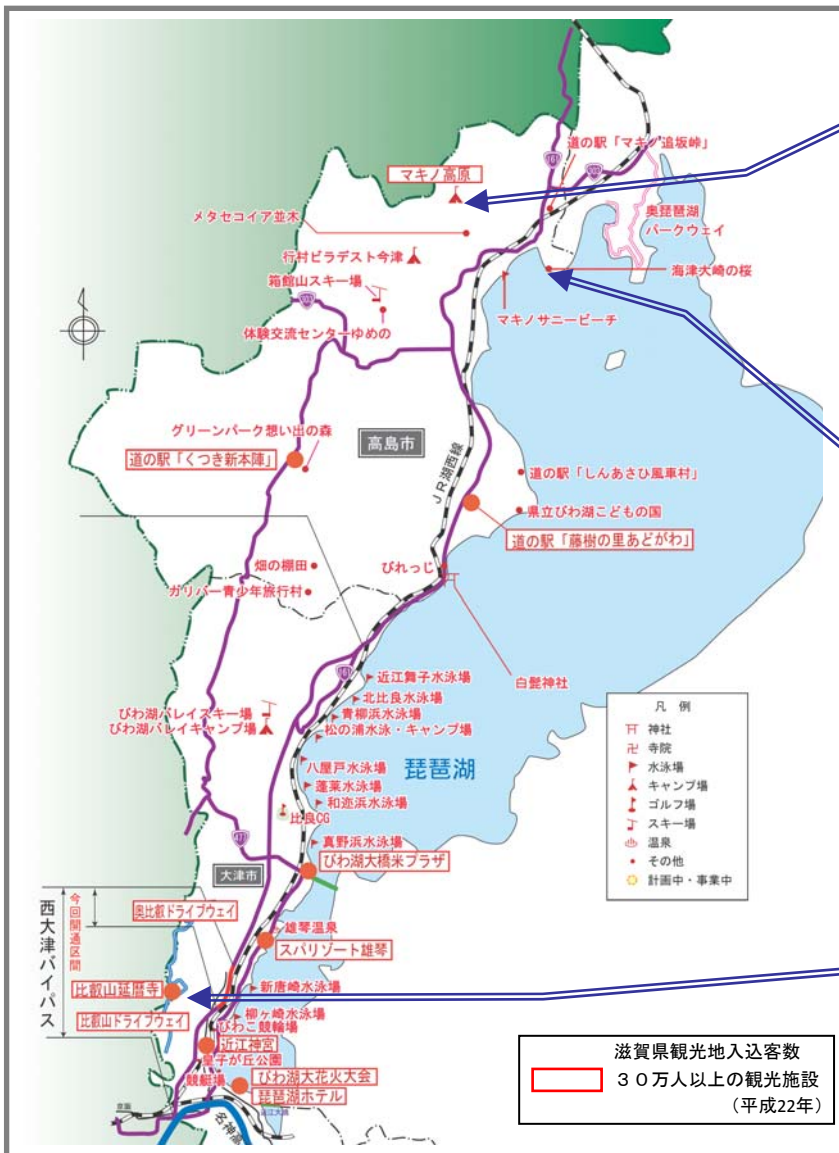 道の駅「マキノ追坂峠」
161
303
マキノ高原
メタセコイア並木
奥琵琶湖
パークウェイ
行村ビラデスト今津
海津大崎の桜
箱館山スキー場
303
マキノサニービーチ
体験交流センターゆめの
グリーンパーク想い出の森
高島市
道の駅「くつき新本陣」
JR湖西線
道の駅「しんあさひ風車村」
県立びわ湖こどもの国
道の駅「藤樹の里あどがわ」
畑の棚田
びれっじ
ガリバー青少年旅行村
白髭神社
161
近江舞子水泳場
北比良水泳場
青柳浜水泳場
松の浦水泳・キャンプ場
びわ湖バレイスキー場
びわ湖バレイキャンプ場
八屋戸水泳場
琵琶湖
蓬莱水泳場
和迩浜水泳場
比良CG
477
真野浜水泳場
びわ湖大橋米プラザ
大津市
今回開通区間
西大津バイパス
奥比叡ドライブウェイ
雄琴温泉
スパリゾート雄琴
比叡山延暦寺
新唐崎水泳場
比叡山ドライブウェイ
柳ヶ崎水泳場
びわこ競輪場
近江神宮
皇子が丘公園
競艇場
びわ湖大花火大会
琵琶湖ホテル
名神高
凡 例
神社
寺院
水泳場
キャンプ場
ゴルフ場
スキー場
温泉
その他
計画中・事業中
滋賀県観光地入込客数
３０万人以上の観光施設
（平成22年）